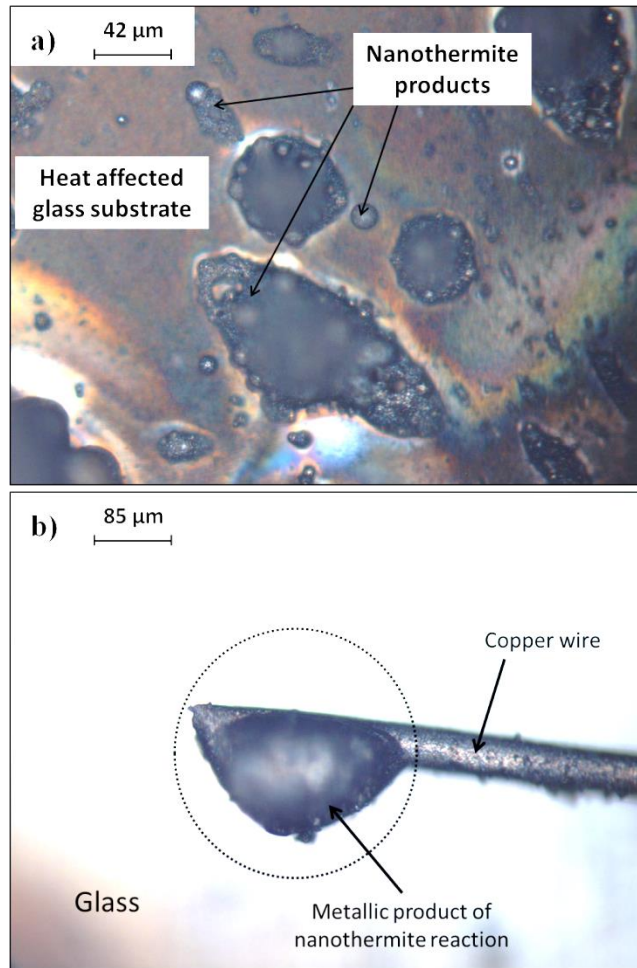 a)
42 µm
Nanothermite
products
Heat affected
glass substrate
b)
85 µm
Copper wire
Glass
Metallic product of
nanothermite reaction